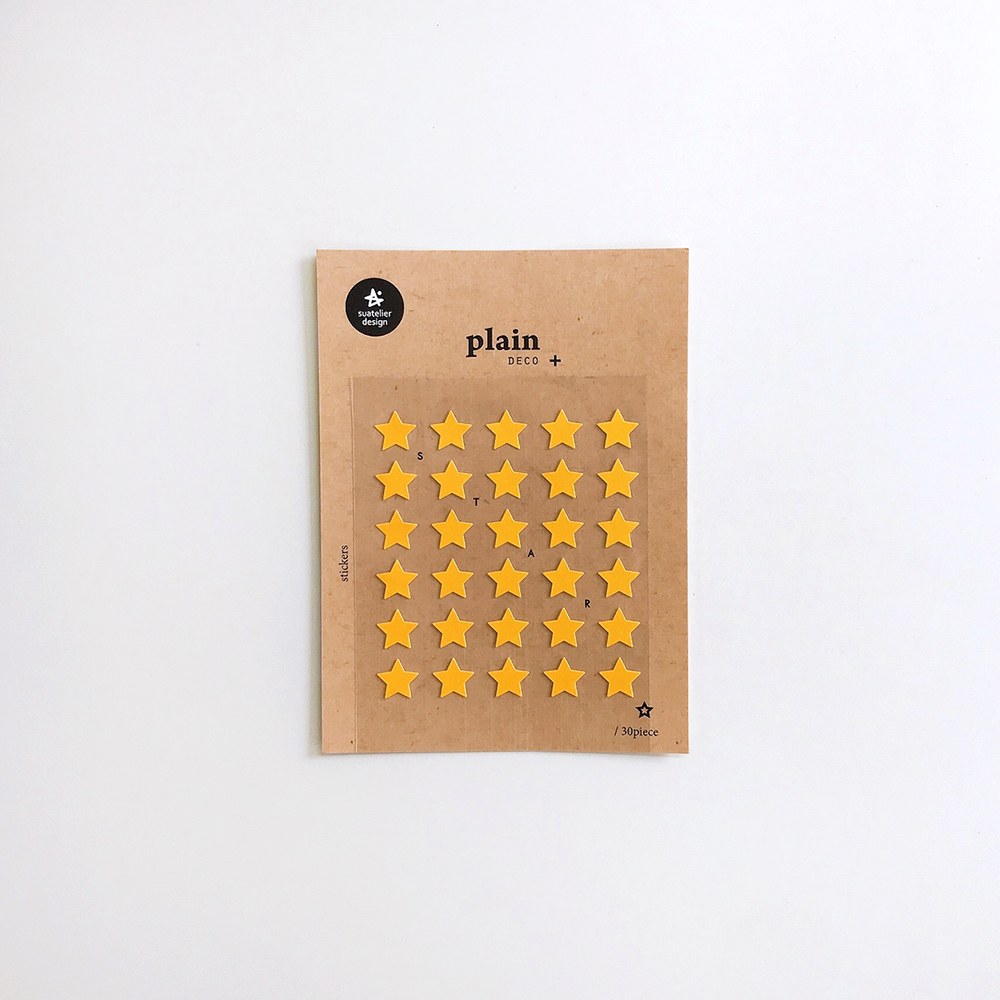 suatelier
design
plain
DECO +
S
T
A
R
stickers
/ 30piece